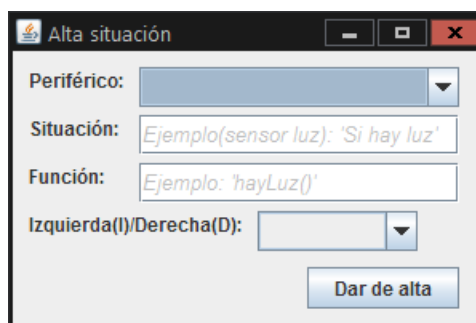 Alta situación
Periférico:
Situación: Ejemplo(sensor luz): 'Si hay luz'
Función: Ejemplo: 'hayLuz()'
Izquierda(I)/Derecha(D):
Dar de alta